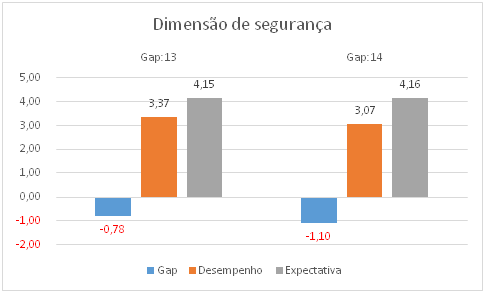 Dimensão de segurança
Gap:13 Gap:14
5,00
4,00
3,00
2,00
1,00
0,00
-1,00
-2,00
3,37 4,15 3,07 4,16
-0,78 -1,10
Gap Desempenho Expectativa